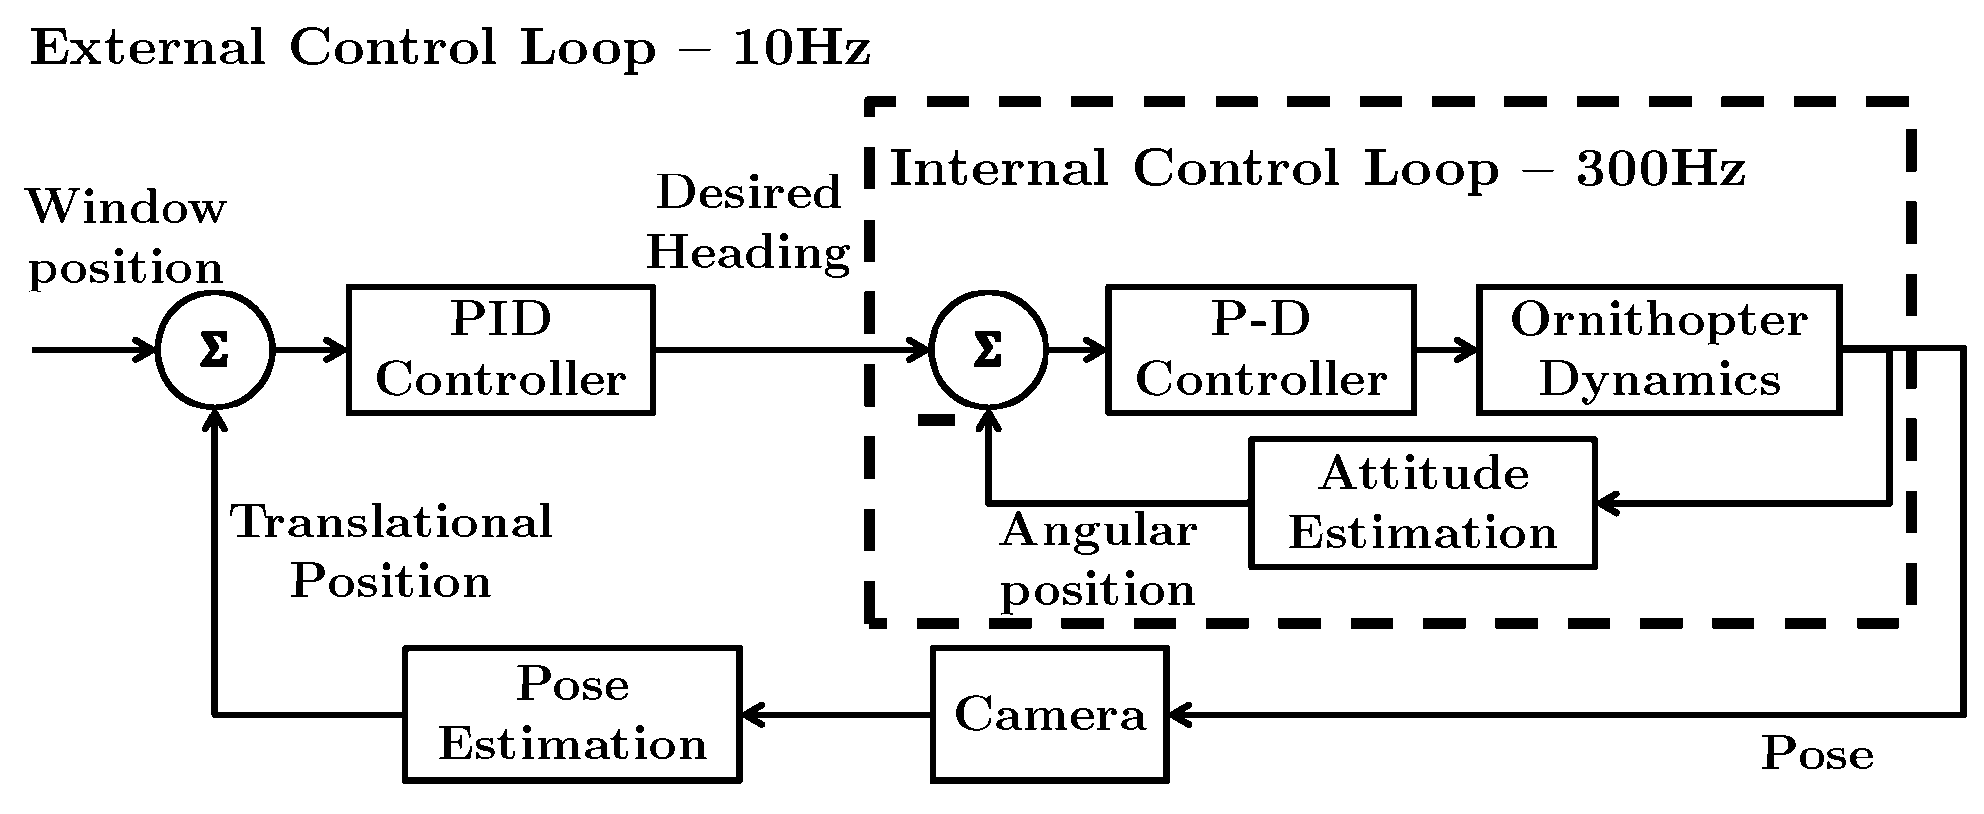 External Control Loop – 10Hz
Internal Control Loop – 300Hz
Window
position
Σ
PID
Controller
Desired
Heading
Σ
P-D
Controller
Ornithopter
Dynamics
–
Attitude
Estimation
Angular
position
Translational
Position
Pose
Estimation
Camera
Pose